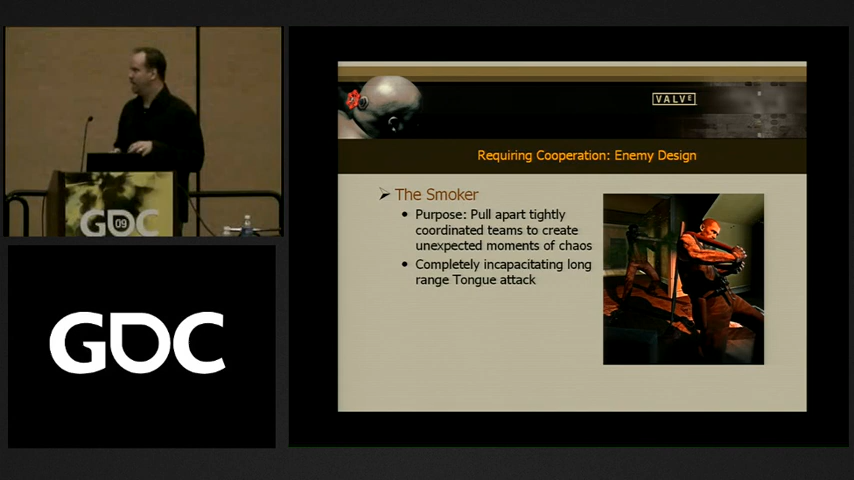 GDC
09
GDC
VALVE
Requiring Cooperation: Enemy Design
The Smoker
Purpose: Pull apart tightly
coordinated teams to create
unexpected moments of chaos
Completely incapacitating long
range Tongue attack